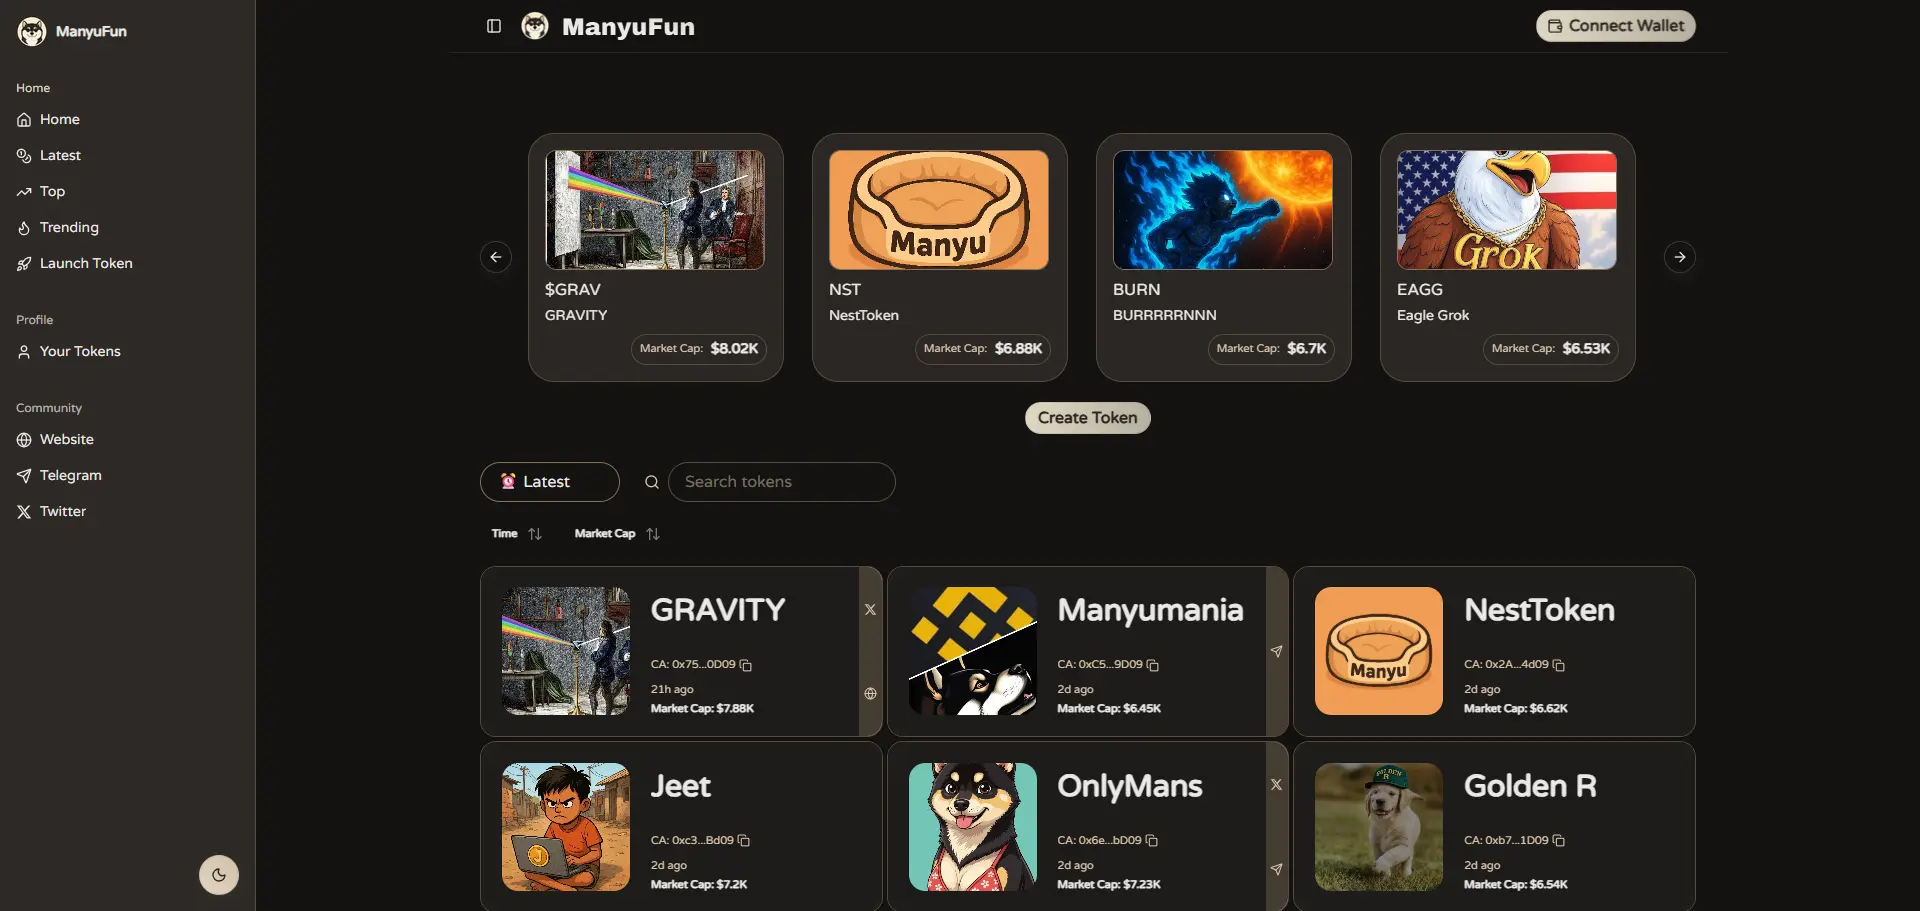 ManyuFun
Home
Home
Latest
Top
Trending
Launch Token
Profile
Your Tokens
Community
Website
Telegram
Twitter
ManyuFun
Connect Wallet
Manyu
Grok
$GRAV
GRAVITY
Market Cap: $8.02K
NST
NestToken
Market Cap: $6.88K
BURN
BURRRRRNNN
Market Cap: $6.7K
EAGG
Eagle Grok
Market Cap: $6.53K
Create Token
Latest
Search tokens
Time
Market Cap
GRAVITY
CA: 0x75...0D09
21h ago
Market Cap: $7.88K
Manyumania
CA: 0xC5...9D09
2d ago
Market Cap: $6.45K
Manyu
NestToken
CA: 0x2A...4d09
2d ago
Market Cap: $6.62K
J
Jeet
CA: 0xc3...Bd09
2d ago
Market Cap: $7.2K
OnlyMans
CA: 0x6e...bD09
2d ago
Market Cap: $7.23K
GOLDEN
R
Golden R
CA: 0xb7...1D09
2d ago
Market Cap: $6.54K